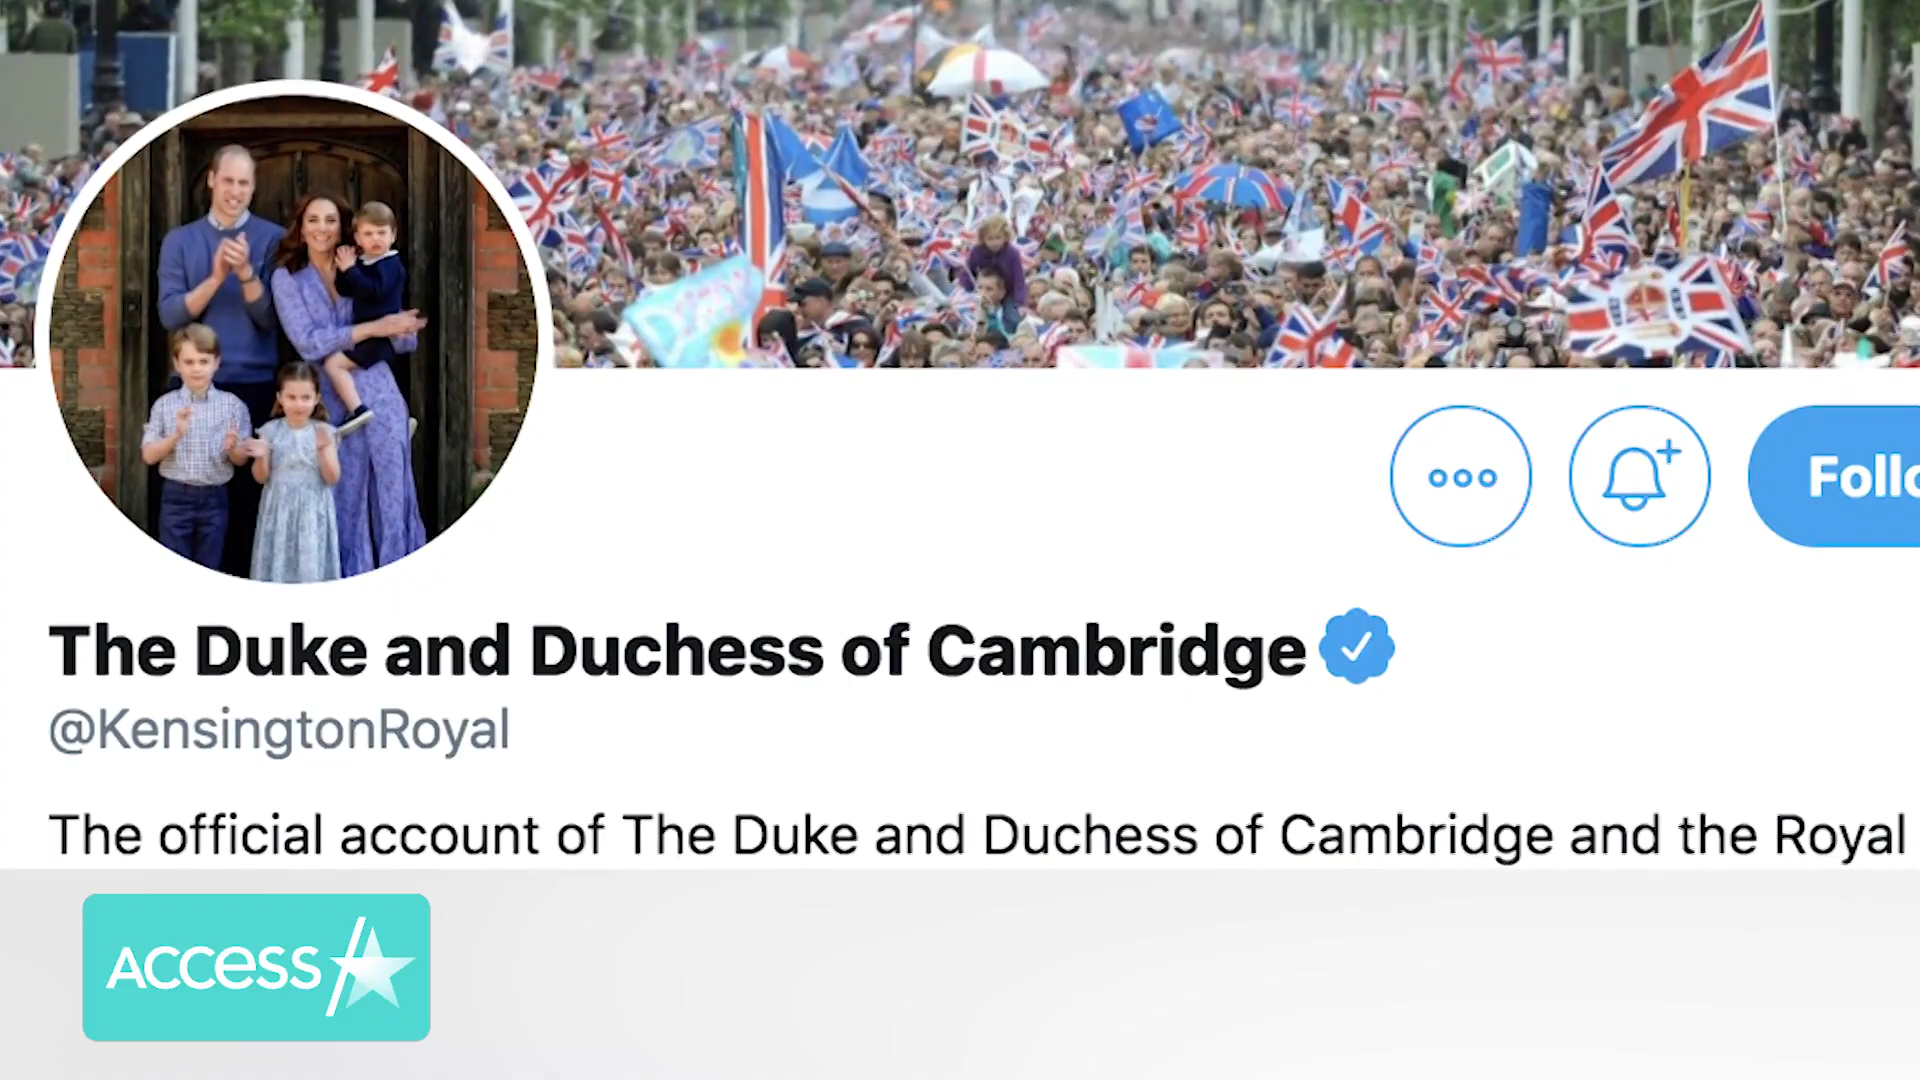 Follo
The Duke and Duchess of Cambridge
@KensingtonRoyal
The official account of The Duke and Duchess of Cambridge and the Royal
ACCESS